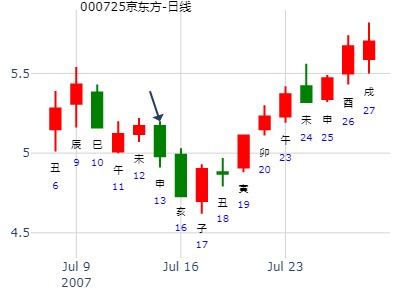 000725京东方-日线
5.5
5
4.5
丑
6
辰
9
巳
10
午
11
未
12
申
13
亥
16
子
17
丑
18
寅
19
卯
20
午
23
未
24
申
25
酉
26
戌
27
Jul 9
2007
Jul 16
Jul 23